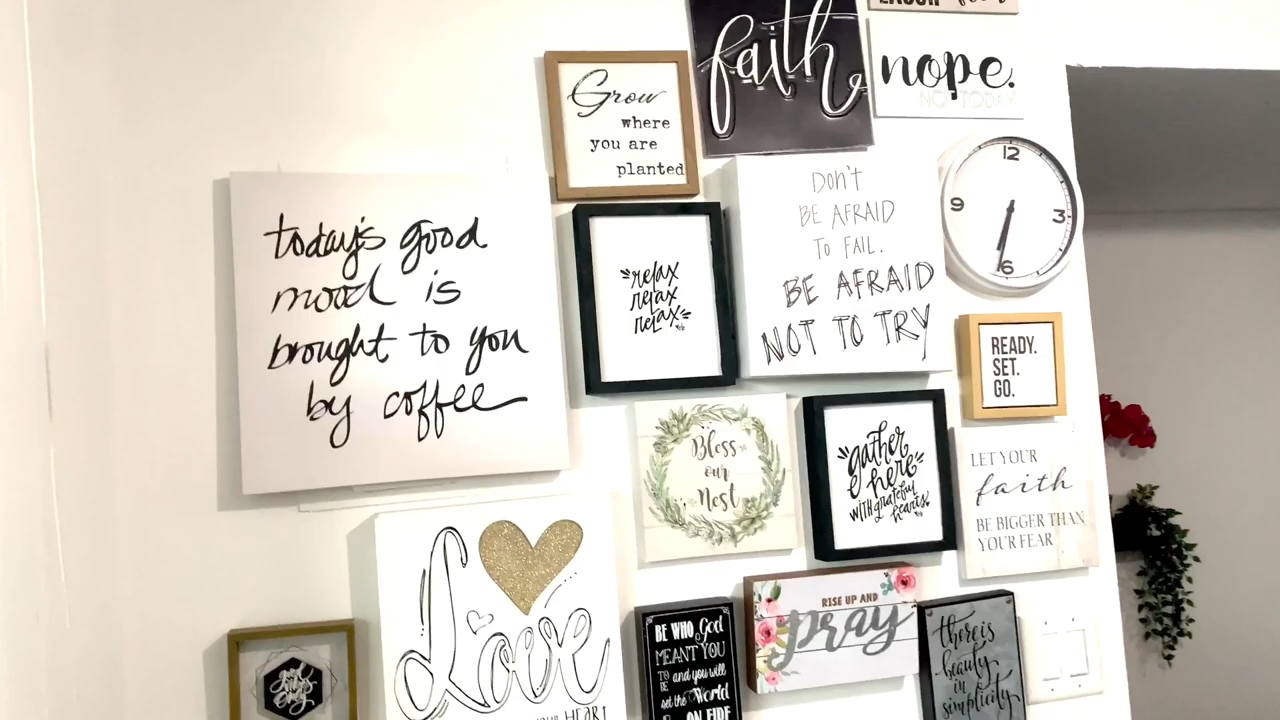 faith
nope.
NO TODAY
Grow
where
you are
planted
12
3
6
9
today's good
mood is
brought to you
by coffee
relax
relax
relax
DON'T
BE AFRAID
TO FAIL.
BE AFRAID
NOT TO TRY
READY.
SET.
GO.
Bless
our
Nest
gather
here
WITH grateful
hearts
LET YOUR
faith
BE BIGGER THAN
YOUR FEAR
Love
YOUR HEART
BE WHO God
MEANT YOU
TO BE and you will
set the World
ON FIRE
RISE UP AND
pray
there is
beauty
in
simplicity